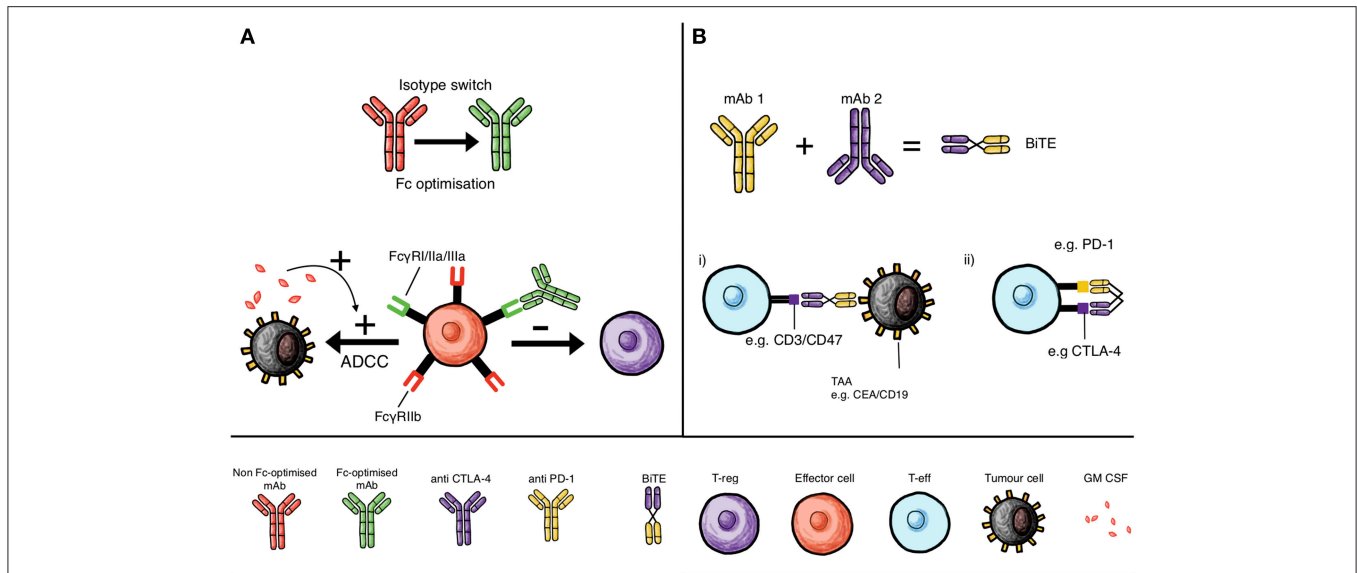 A
Isotype switch
Fc optimisation
FcγRI/IIa/IIIa
+
+
-
ADCC
FcγRIIb
B
mAb 1
mAb 2
+
=
BiTE
i)
e.g. CD3/CD47
TAA
e.g. CEA/CD19
ii)
e.g. PD-1
e.g CTLA-4
Non Fc-optimised
mAb
Fc-optimised
mAb
anti CTLA-4
anti PD-1
BiTE
T-reg
Effector cell
T-eff
Tumour cell
GM CSF